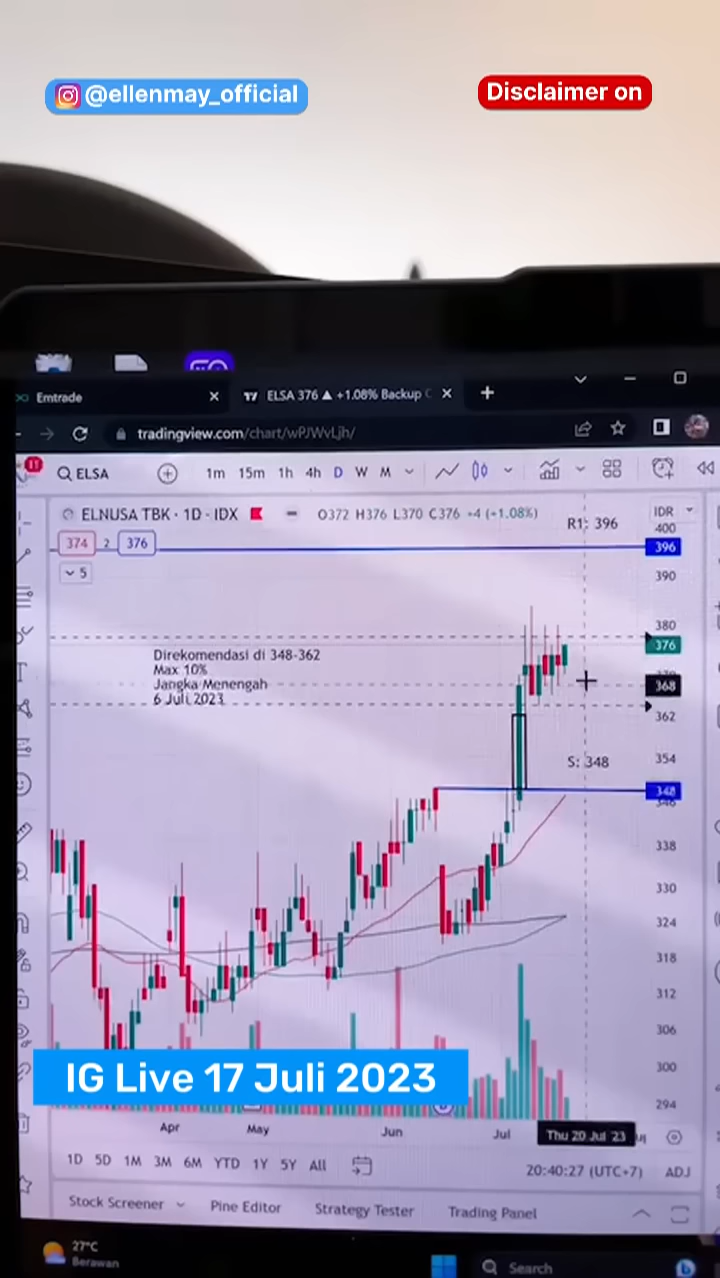 @ellenmay_official
Disclaimer on
Emtrade
ELSA 376 ▲ +1.08% Backup
tradingview.com/chart/wPJWvLjh/
11
ELSA
1m 15m 1h 4h D W M
ELNUSA TBK · 1D · IDX
O372 H376 L370 C376 +4 (+1.08%)
R1: 396
IDR
400
374 2 376
396
5
390
380
376
Direkomendasi di 348-362
Max 10%
Jangka Menengah
6 Juli 2023
368
362
S: 348
354
348
346
338
330
324
318
312
306
300
294
IG Live 17 Juli 2023
Apr May Jun Jul Thu 20 Jul '23
1D 5D 1M 3M 6M YTD 1Y 5Y All
20:40:27 (UTC+7) ADJ
Stock Screener Pine Editor Strategy Tester Trading Panel
27°C
Berawan
Search